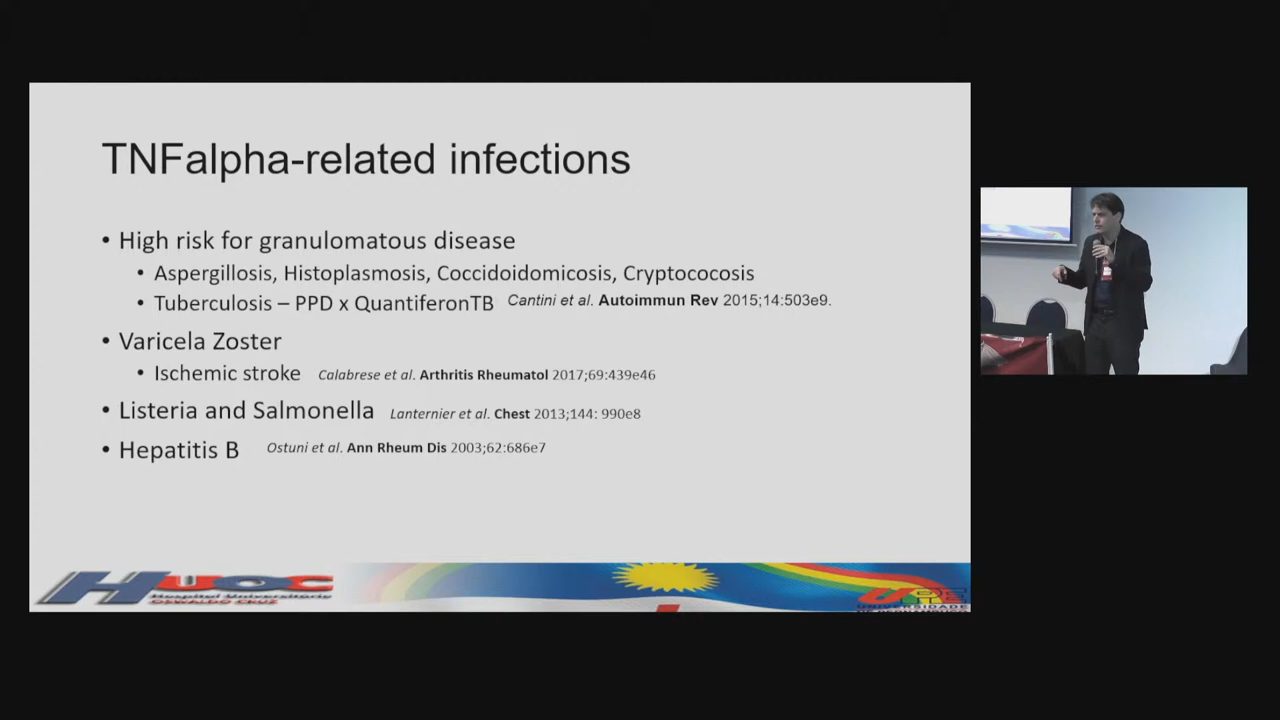 TNFalpha-related infections
• High risk for granulomatous disease
• Aspergillosis, Histoplasmosis, Coccidoidomicosis, Cryptococosis
• Tuberculosis – PPD x QuantiferonTB Cantini et al. Autoimmun Rev 2015;14:503e9.
• Varicela Zoster
• Ischemic stroke Calabrese et al. Arthritis Rheumatol 2017;69:439e46
• Listeria and Salmonella Lanternier et al. Chest 2013;144: 990e8
• Hepatitis B Ostuni et al. Ann Rheum Dis 2003;62:686e7
HUOC
Hospital Universitario
OSWALDO CRUZ
UPE
UNIVERSIDADE